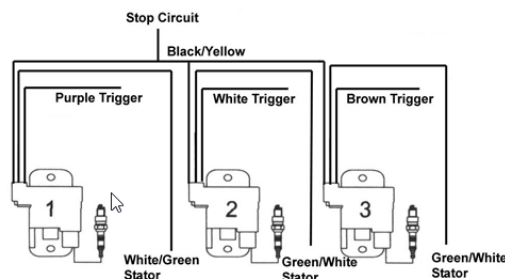 Stop Circuit
Black/Yellow
Purple Trigger
White Trigger
Brown Trigger
1
2
3
White/Green
Stator
Green/White
Stator
Green/White
Stator